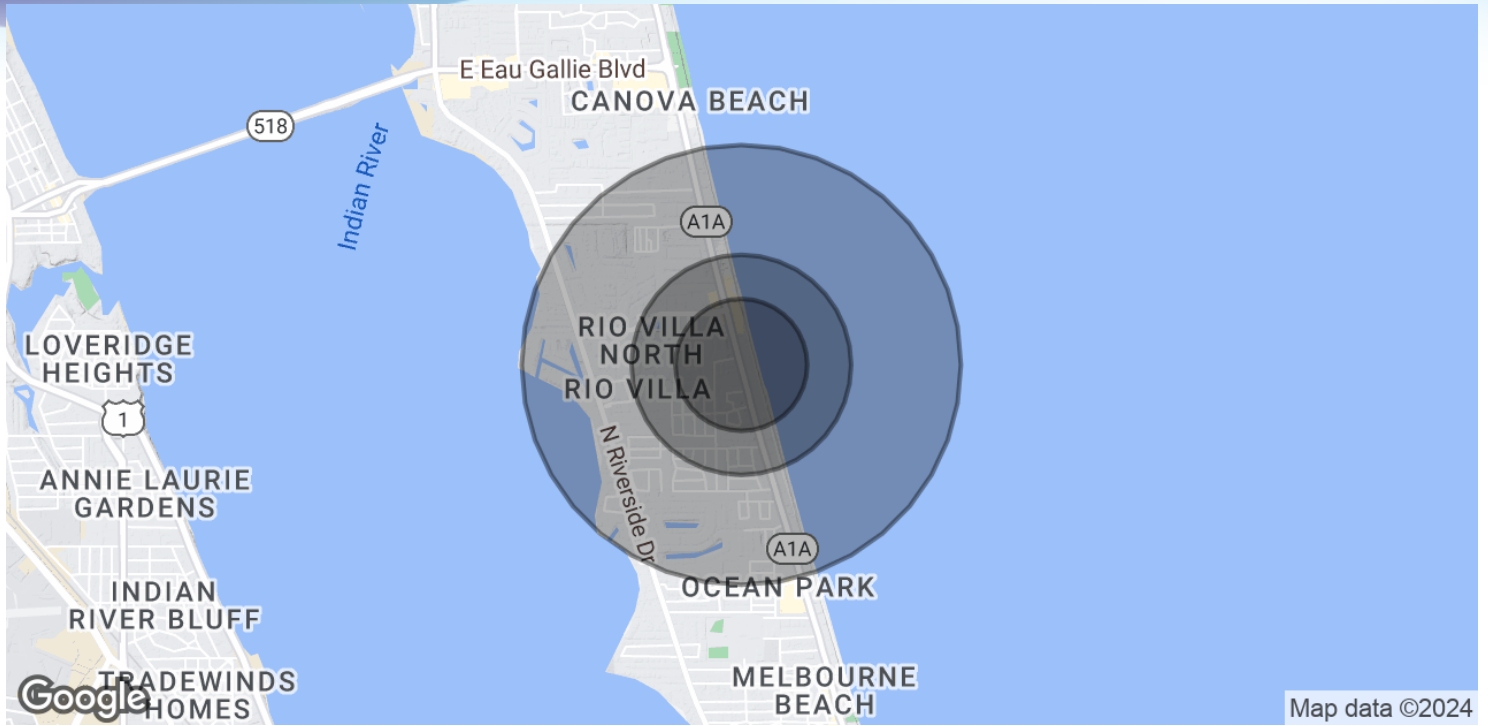 E Eau Gallie Blvd
CANOVA BEACH
518
Indian River
A1A
RIO VILLA
NORTH
LOVERIDGE
HEIGHTS
RIO VILLA
1
N Riverside Dr
ANNIE LAURIE
GARDENS
A1A
OCEAN PARK
INDIAN
RIVER BLUFF
MELBOURNE
BEACH
TRADEWINDS
HOMES
Google
Map data ©2024